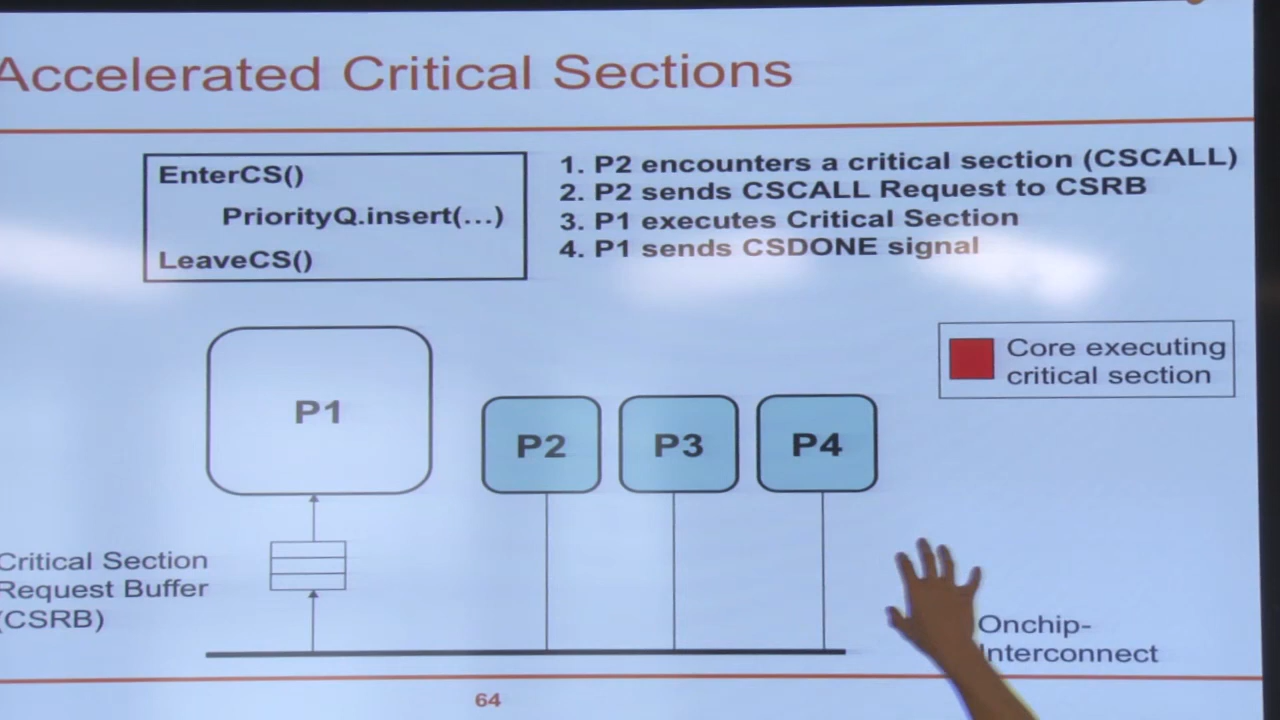 Accelerated Critical Sections
EnterCS()
PriorityQ.insert(...)
LeaveCS()
1. P2 encounters a critical section (CSCALL)
2. P2 sends CSCALL Request to CSRB
3. P1 executes Critical Section
4. P1 sends CSDONE signal
Core executing
critical section
P1
P2
P3
P4
Critical Section
Request Buffer
(CSRB)
Onchip-
Interconnect
64